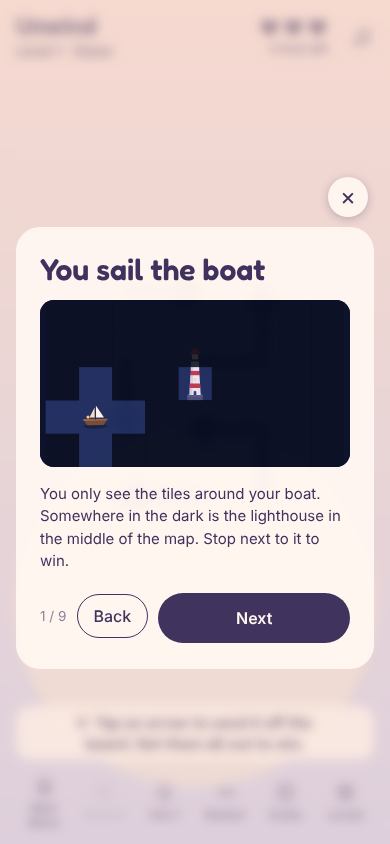 Unwind
You sail the boat
You only see the tiles around your boat.
Somewhere in the dark is the lighthouse in
the middle of the map. Stop next to it to
win.
1 / 9
Back
Next